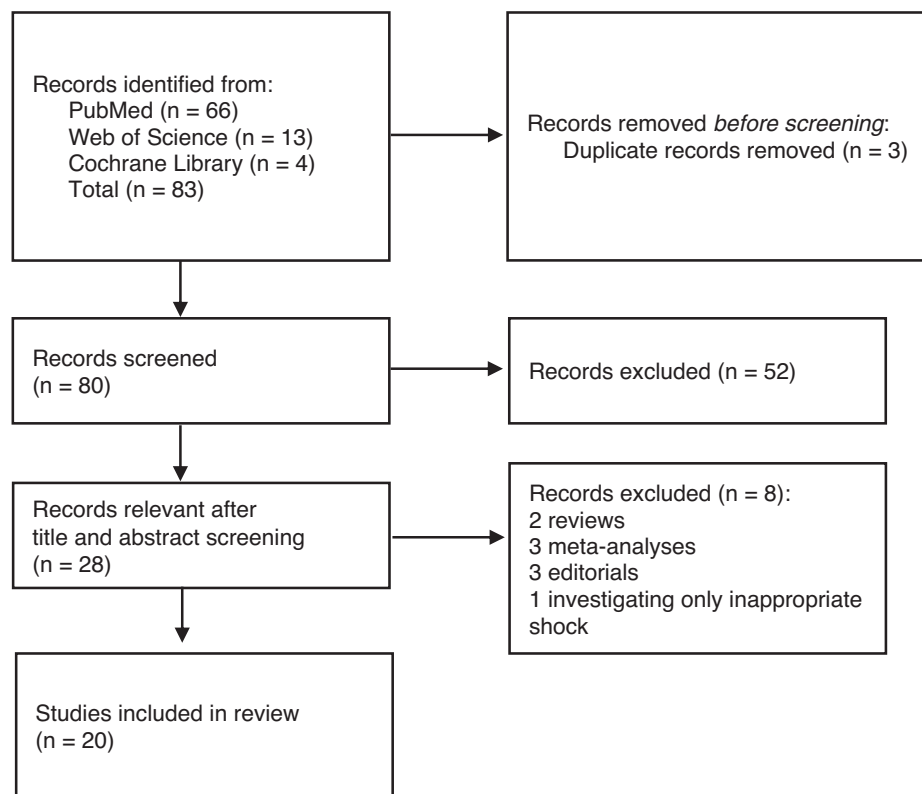 Records identified from:
PubMed (n = 66)
Web of Science (n = 13)
Cochrane Library (n = 4)
Total (n = 83)
Records removed before screening:
Duplicate records removed (n = 3)
Records screened
(n = 80)
Records excluded (n = 52)
Records relevant after
title and abstract screening
(n = 28)
Records excluded (n = 8):
2 reviews
3 meta-analyses
3 editorials
1 investigating only inappropriate
shock
Studies included in review
(n = 20)